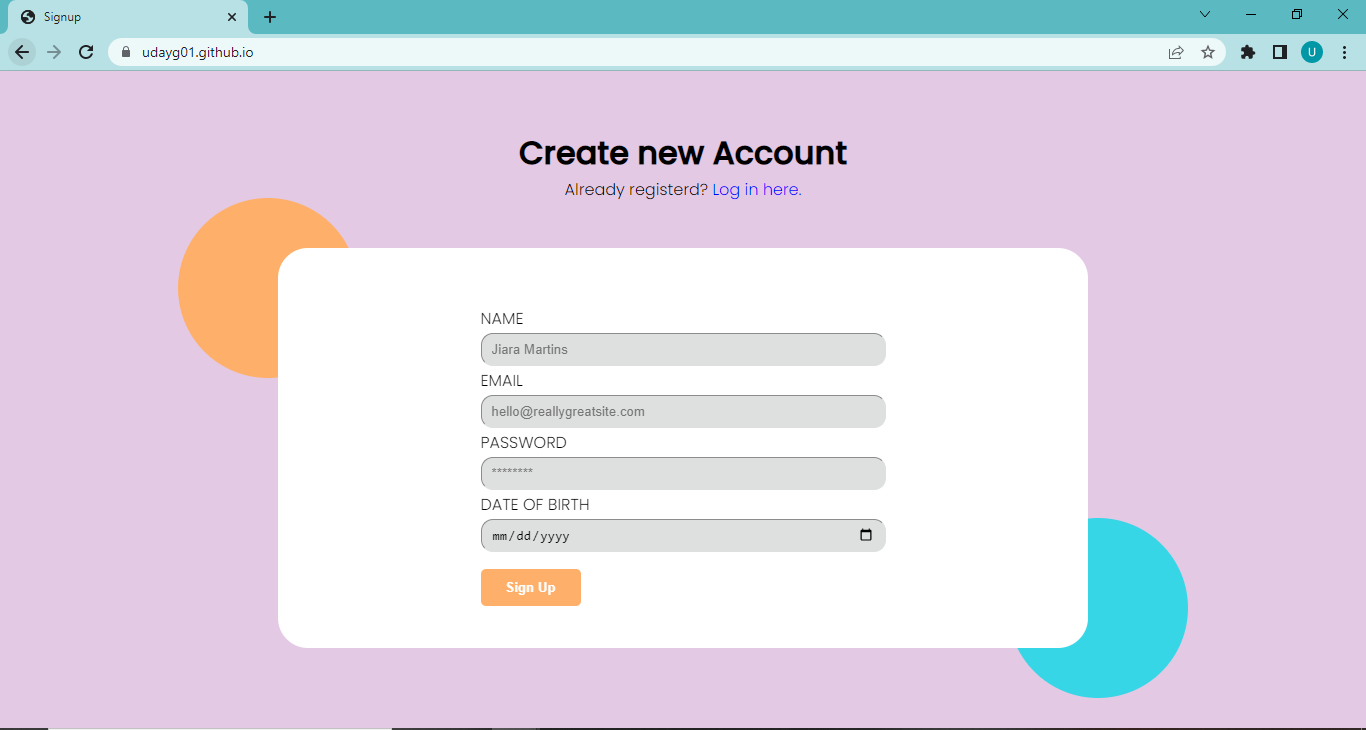 Signup
udayg01.github.io
U
Create new Account
Already registerd? Log in here.
NAME
Jiara Martins
EMAIL
hello@reallygreatsite.com
PASSWORD
********
DATE OF BIRTH
mm/dd/yyyy
Sign Up